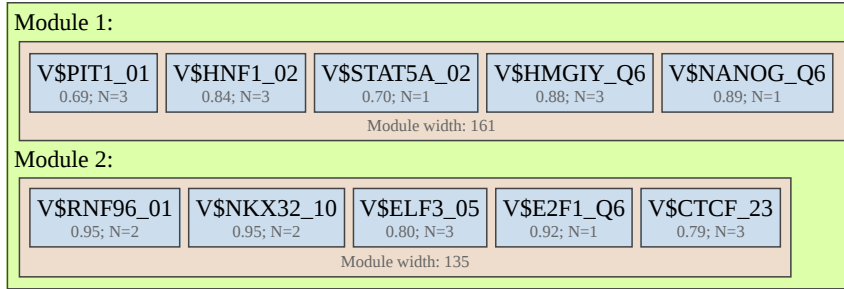 Module 1:
V$PIT1_01 V$HNF1_02 V$STAT5A_02 V$HMGIY_Q6 V$NANOG_Q6
0.69; N=3 0.84; N=3 0.70; N=1 0.88; N=3 0.89; N=1
Module width: 161
Module 2:
V$RNF96_01 V$NKX32_10 V$ELF3_05 V$E2F1_Q6 V$CTCF_23
0.95; N=2 0.95; N=2 0.80; N=3 0.92; N=1 0.79; N=3
Module width: 135